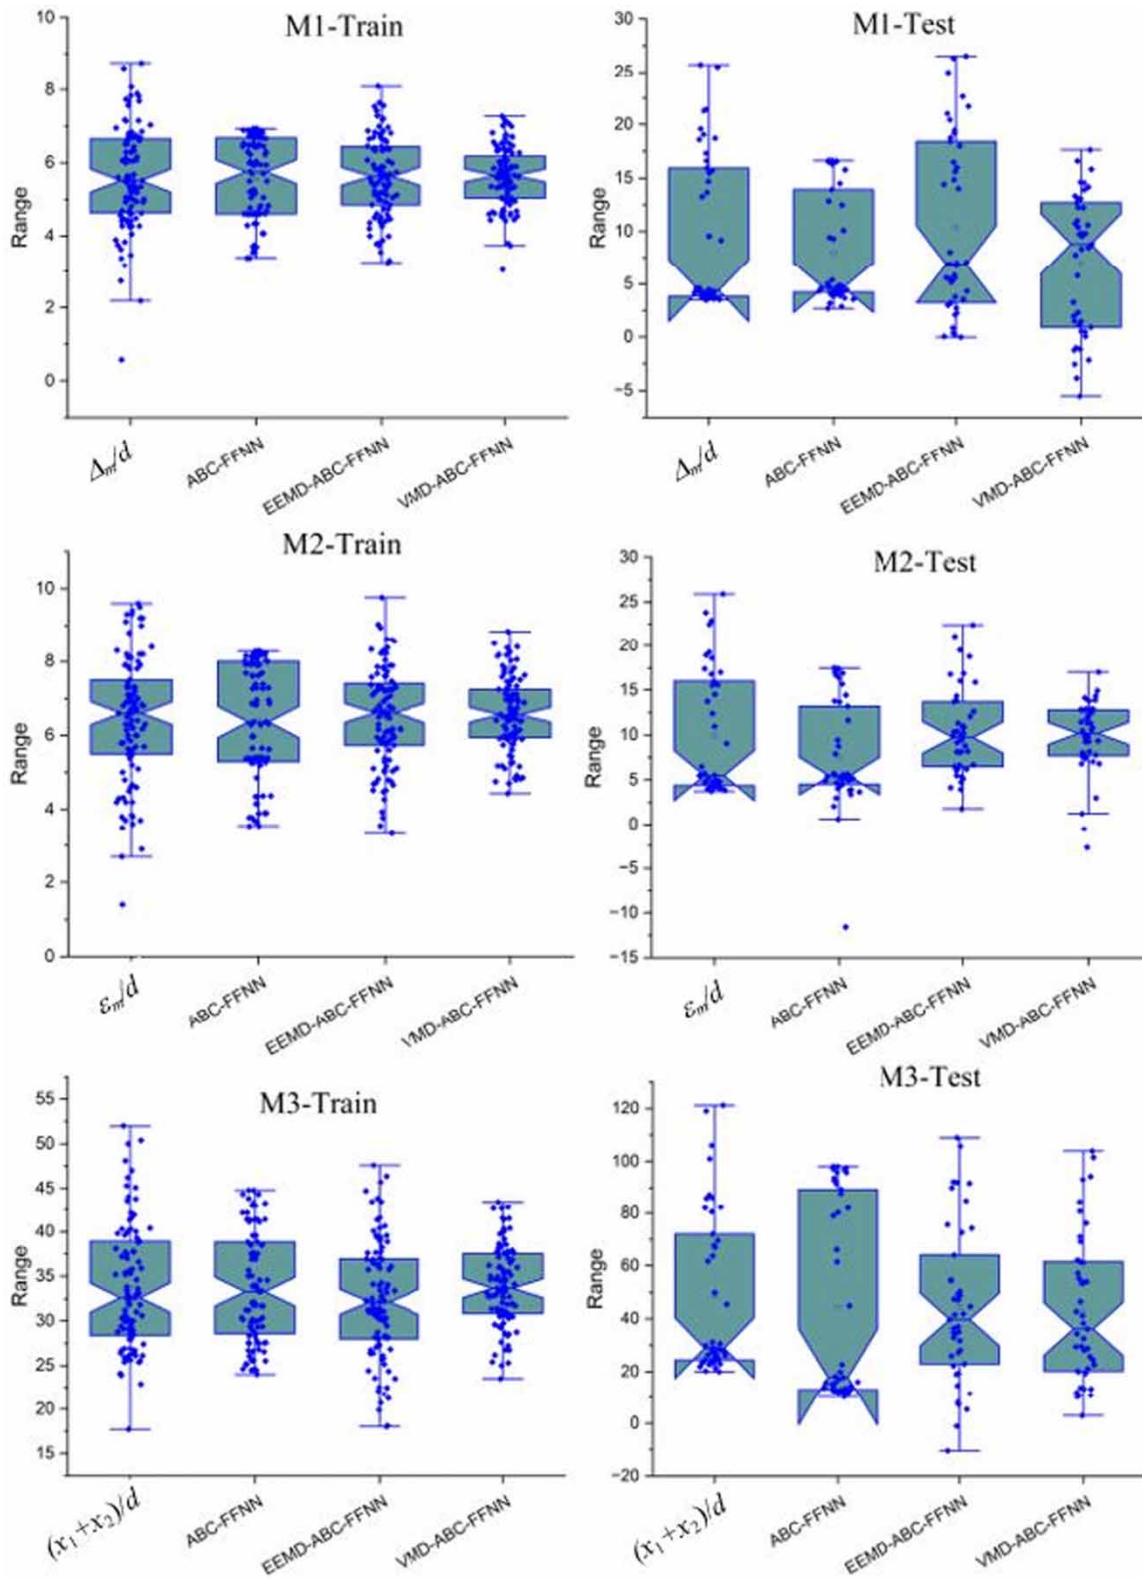 M1-Train
10
8
6
4
2
0
Range
Δm/d
ABC-FFNN
EEMD-ABC-FFNN
VMD-ABC-FFNN
M1-Test
30
25
20
15
10
5
0
−5
Range
Δm/d
ABC-FFNN
EEMD-ABC-FFNN
VMD-ABC-FFNN
M2-Train
10
8
6
4
2
0
Range
εm/d
ABC-FFNN
EEMD-ABC-FFNN
VMD-ABC-FFNN
M2-Test
30
25
20
15
10
5
0
−5
−10
−15
Range
εm/d
ABC-FFNN
EEMD-ABC-FFNN
VMD-ABC-FFNN
M3-Train
55
50
45
40
35
30
25
20
15
Range
(x1+x2)/d
ABC-FFNN
EEMD-ABC-FFNN
VMD-ABC-FFNN
M3-Test
120
100
80
60
40
20
0
−20
Range
(x1+x2)/d
ABC-FFNN
EEMD-ABC-FFNN
VMD-ABC-FFNN